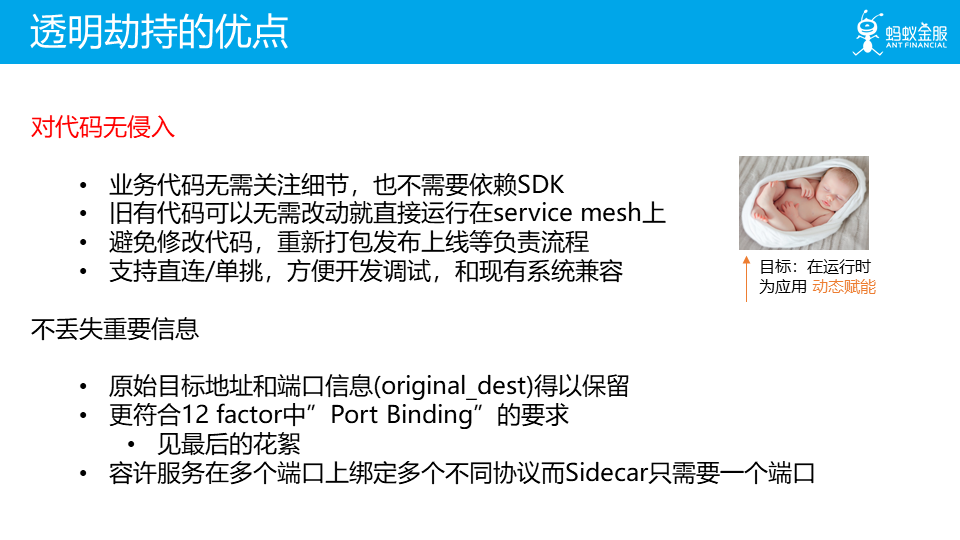 透明劫持的优点
蚂蚁金服
ANT FINANCIAL
对代码无侵入
• 业务代码无需关注细节，也不需要依赖SDK
• 旧有代码可以无需改动就直接运行在service mesh上
• 避免修改代码，重新打包发布上线等负责流程
• 支持直连/单挑，方便开发调试，和现有系统兼容
目标：在运行时
为应用 动态赋能
不丢失重要信息
• 原始目标地址和端口信息(original_dest)得以保留
• 更符合12 factor中”Port Binding”的要求
• 见最后的花絮
• 容许服务在多个端口上绑定多个不同协议而Sidecar只需要一个端口